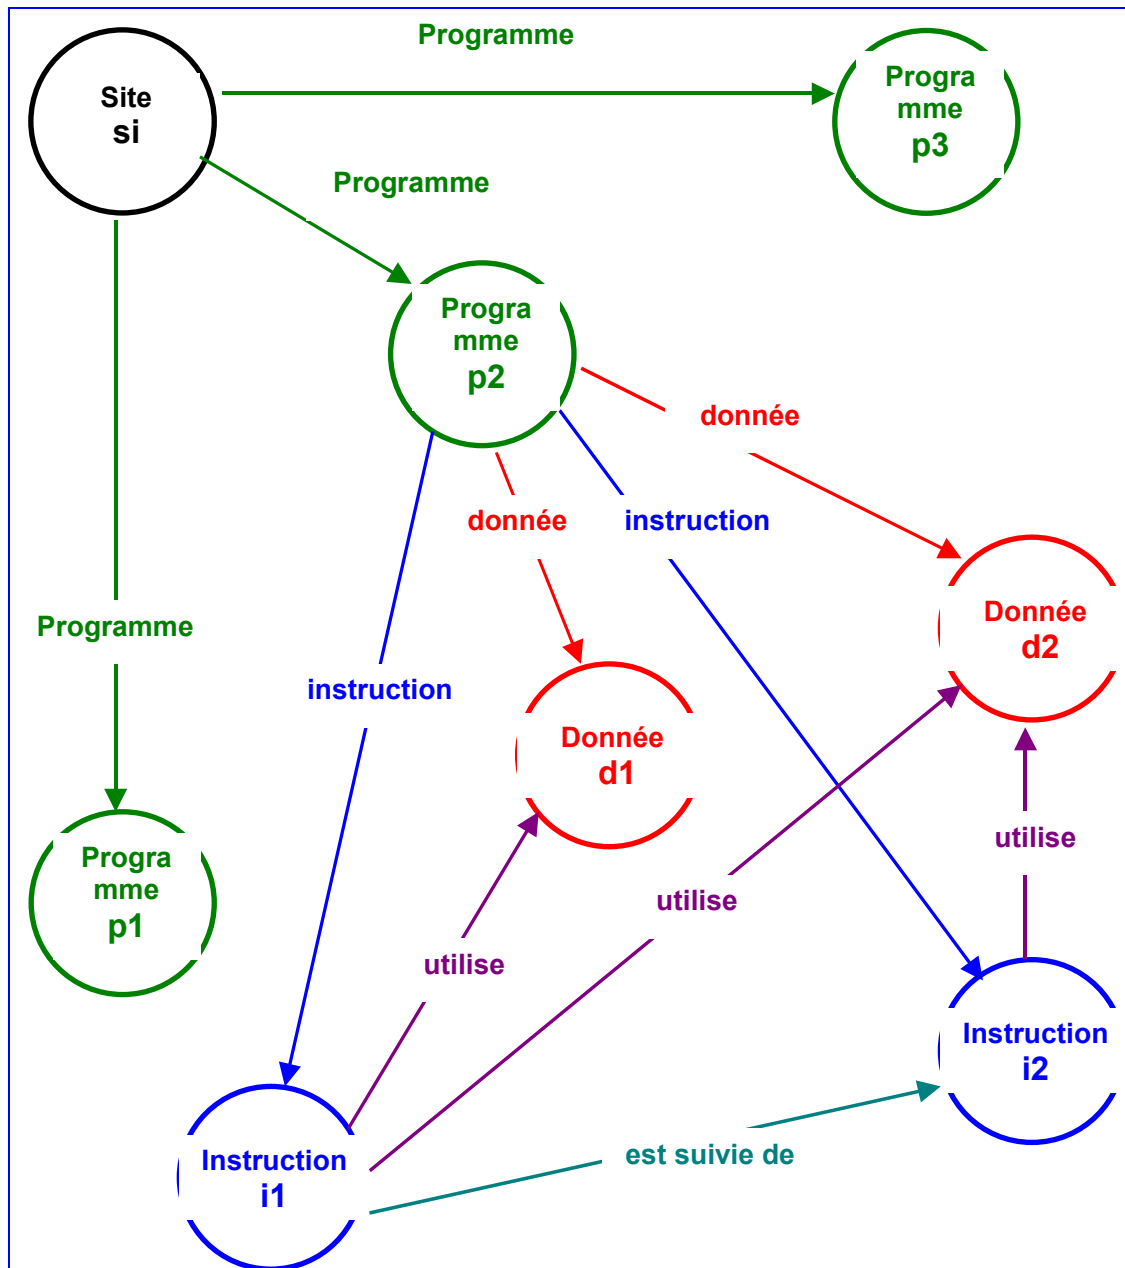 Programme
Site
si
Progra
mme
p3
Programme
Progra
mme
p2
donnée
donnée
instruction
Programme
Donnée
d2
instruction
Donnée
d1
utilise
Progra
mme
p1
utilise
utilise
Instruction
i2
est suivie de
Instruction
i1